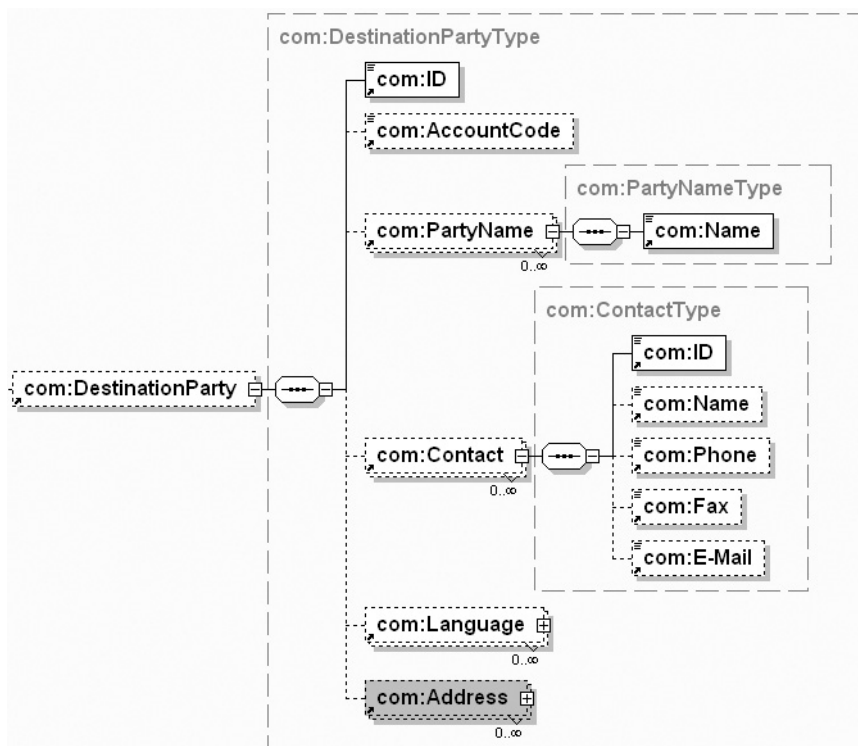 com:DestinationPartyType
com:ID
com:AccountCode
com:PartyNameType
com:PartyName
com:Name
0..∞
com:ContactType
com:ID
com:DestinationParty
com:Name
com:Contact
com:Phone
0..∞
com:Fax
com:E-Mail
com:Language
0..∞
com:Address
0..∞